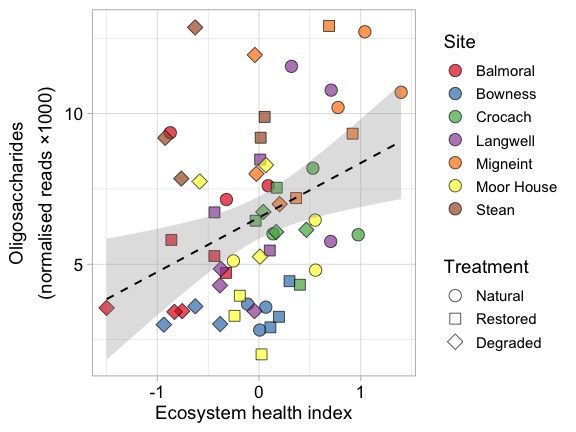 Oligosaccharides
(normalised reads ×1000)
10
5
-1
0
1
Ecosystem health index
Site
Balmoral
Bowness
Crocach
Langwell
Migneint
Moor House
Stean
Treatment
Natural
Restored
Degraded